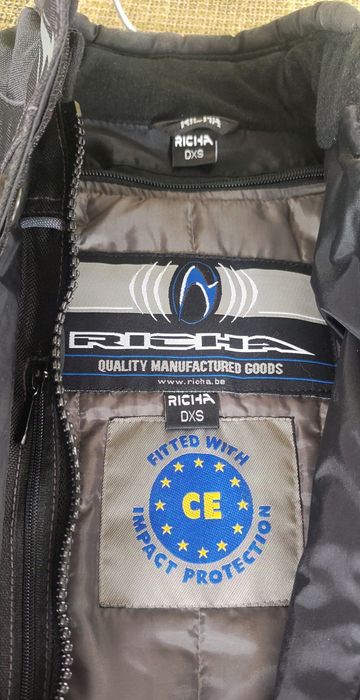 RICHA
RICHA
DXS
RICHA
QUALITY MANUFACTURED GOODS
www.richa.be
RICHA
DXS
FITTED WITH
CE
IMPACT PROTECTION